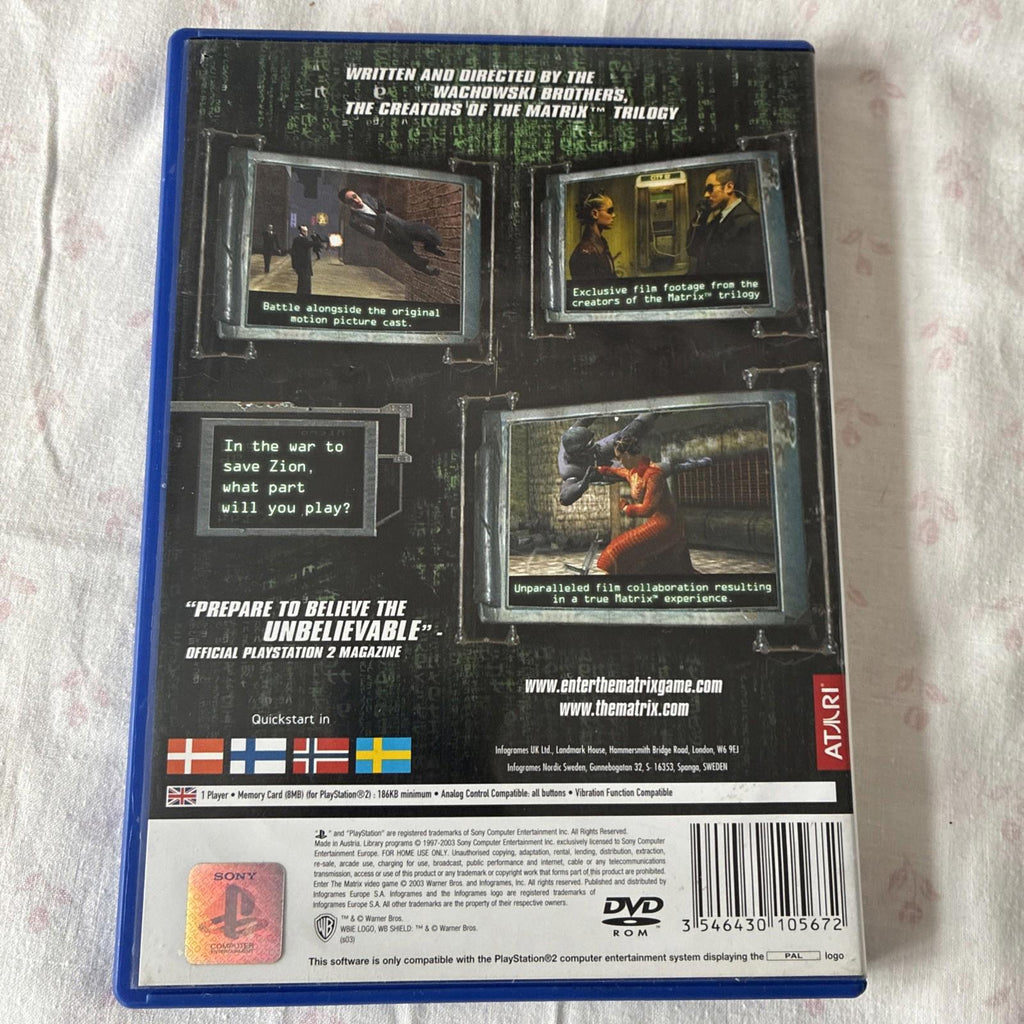 WRITTEN AND DIRECTED BY THE
WACHOWSKI BROTHERS,
THE CREATORS OF THE MATRIX™ TRILOGY
Battle alongside the original
motion picture cast.
Exclusive film footage from the
creators of the Matrix™ trilogy
In the war to
save Zion,
what part
will you play?
Unparalleled film collaboration resulting
in a true Matrix™ experience.
“PREPARE TO BELIEVE THE
UNBELIEVABLE” -
OFFICIAL PLAYSTATION 2 MAGAZINE
www.enterthematrixgame.com
www.thematrix.com
ATARI®
Quickstart in
Infogrames UK Ltd., Landmark House, Hammersmith Bridge Road, London, W6 9EJ
Infogrames Nordic Sweden, Gunnebogatan 32, S- 16353, Spanga, SWEDEN
1 Player • Memory Card (8MB) (for PlayStation®2) : 186KB minimum • Analog Control Compatible: all buttons • Vibration Function Compatible
" and "PlayStation" are registered trademarks of Sony Computer Entertainment Inc. All Rights Reserved.
Made in Austria. Library programs © 1997-2003 Sony Computer Entertainment Inc. exclusively licensed to Sony Computer
Entertainment Europe. FOR HOME USE ONLY. Unauthorised copying, adaptation, rental, lending, distribution, extraction,
re-sale, arcade use, charging for use, broadcast, public performance and internet, cable or any telecommunications
transmission, access or use of this product or any trademark or copyright work that forms part of this product are prohibited.
Enter The Matrix video game © 2003 Warner Bros. and Infogrames, Inc. All rights reserved. Published and distributed by
Infogrames Europe S.A. Infogrames and the Infogrames logo are registered trademarks of
Infogrames Europe S.A. All other trademarks are the property of their respective owners.
SONY
COMPUTER
ENTERTAINMENT
WB
™ & © Warner Bros.
WBIE LOGO, WB SHIELD: ™ & © Warner Bros.
(s03)
DVD
ROM
3 546430 105672
This software is only compatible with the PlayStation®2 computer entertainment system displaying the PAL logo